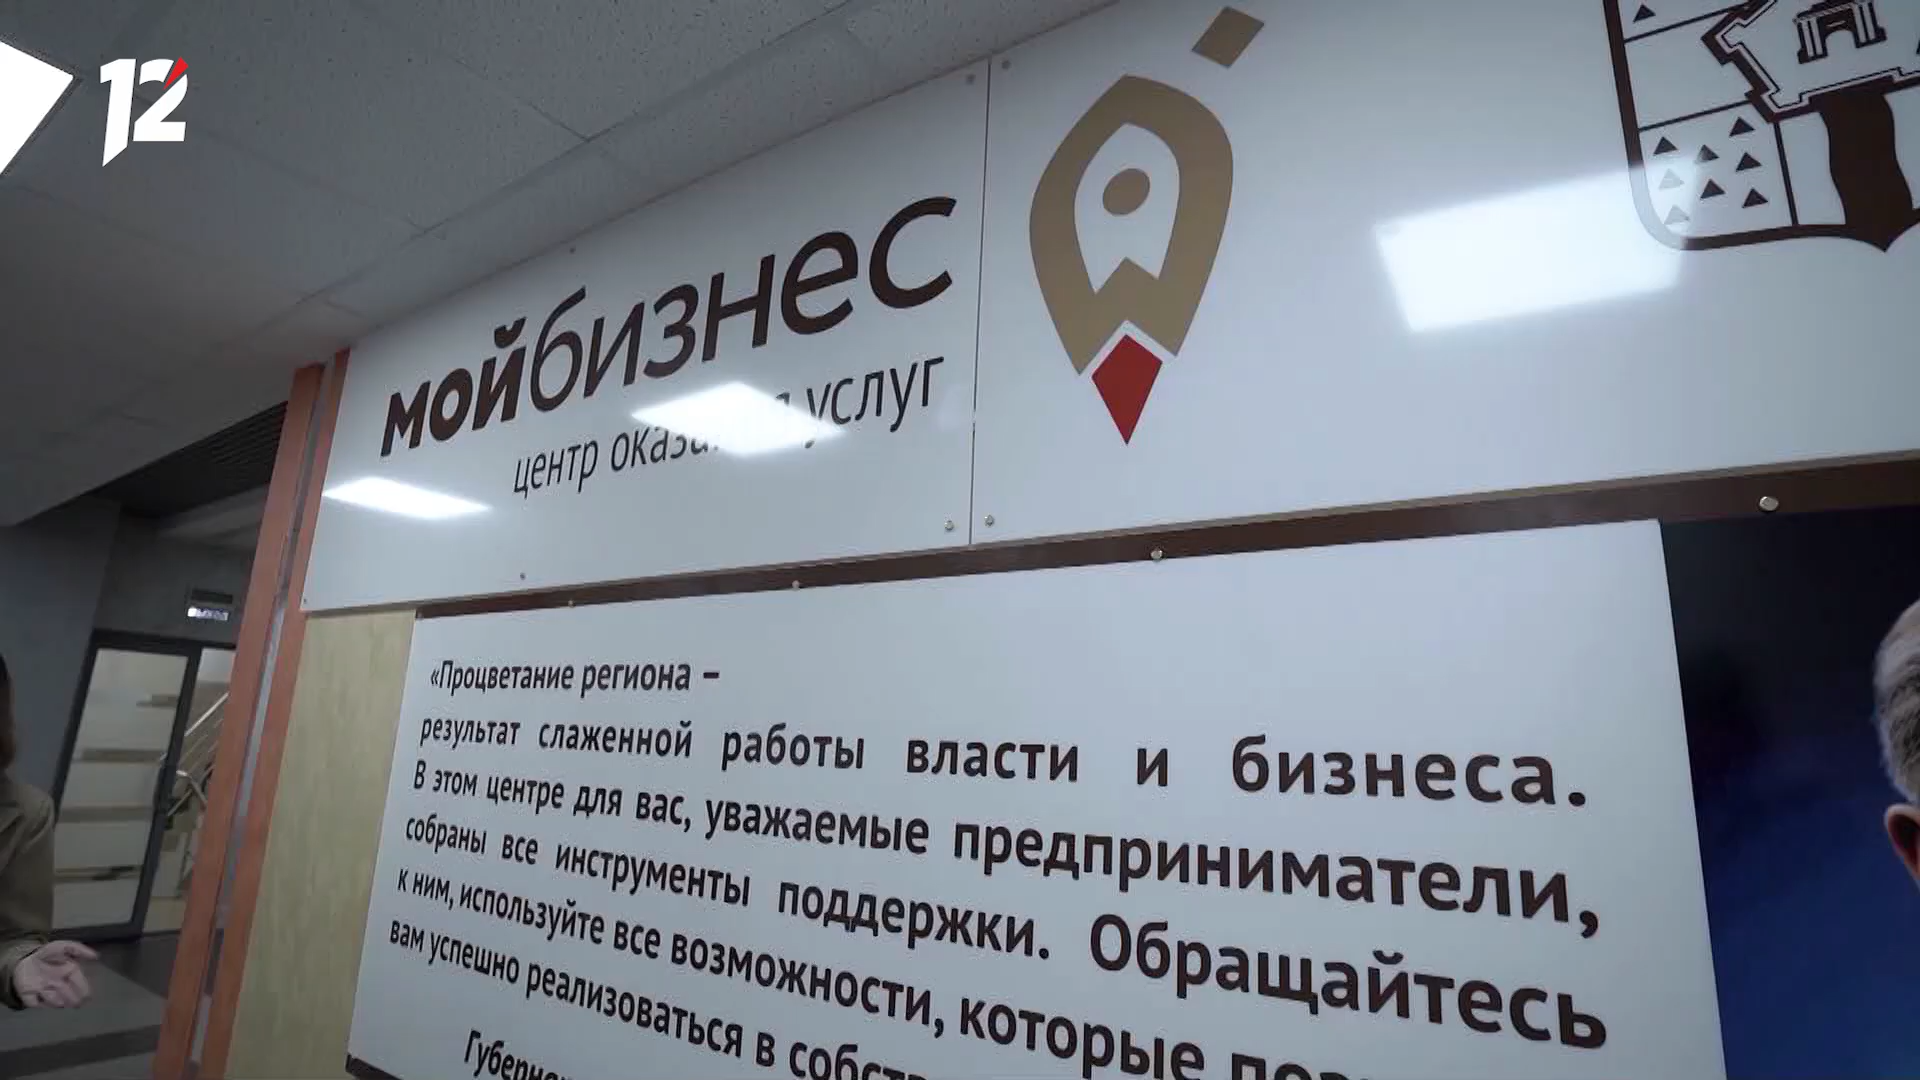 12
мойбизнес
центр услуг
ВЫХОД
«Процветание региона –
результат слаженной работы власти и бизнеса.
В этом центре для вас, уважаемые предприниматели,
собраны все инструменты поддержки. Обращайтесь
к ним, используйте все возможности, которые
вам успешно реализоваться в